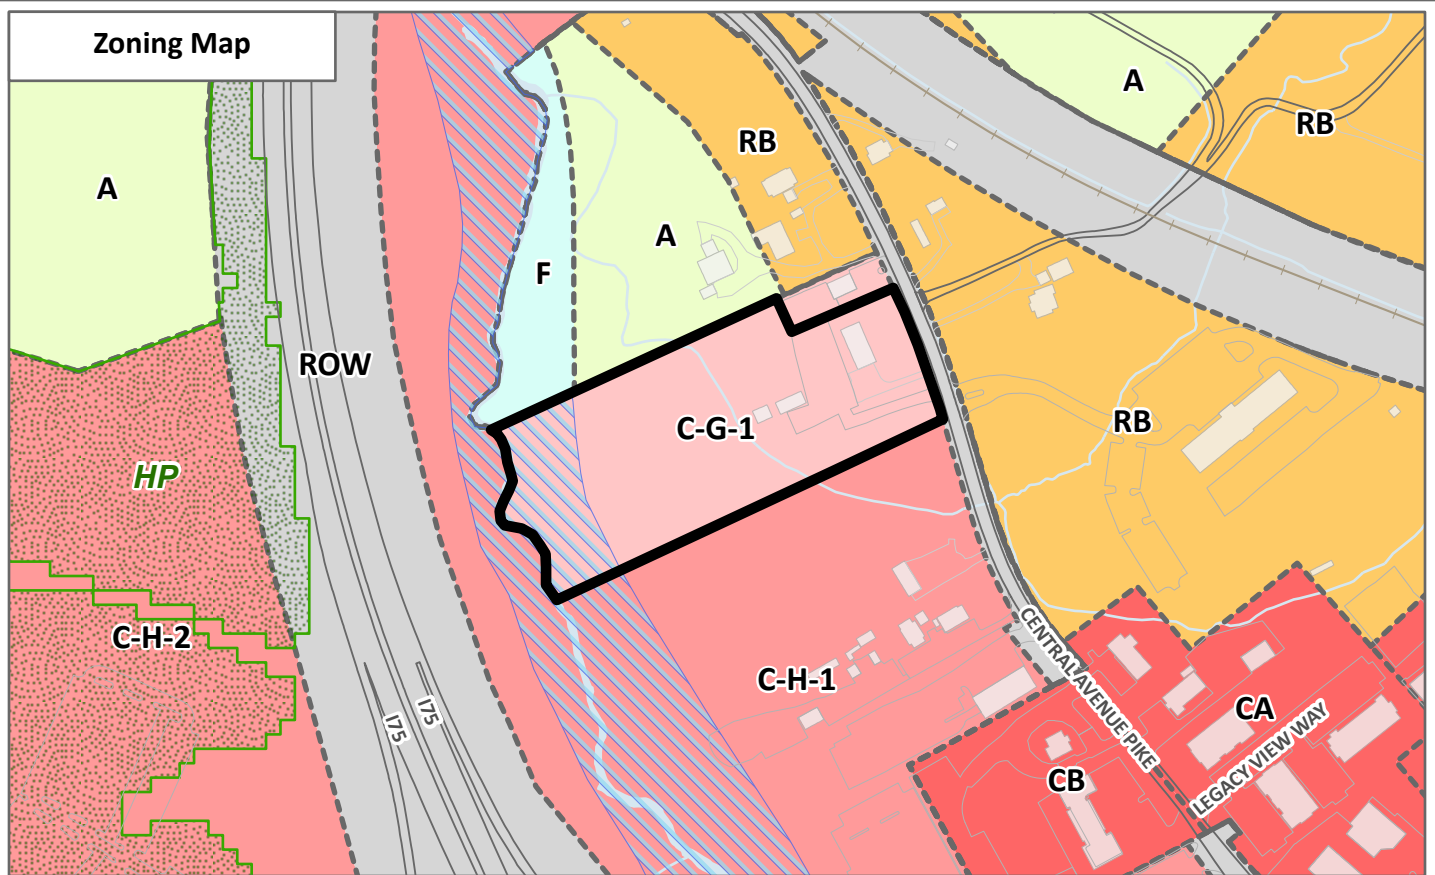 Zoning Map
A
RB
A
RB
A
F
ROW
C-G-1
RB
HP
C-H-2
C-H-1
CENTRAL AVENUE PIKE
CA
I75
I75
LEGACY VIEW WAY
CB